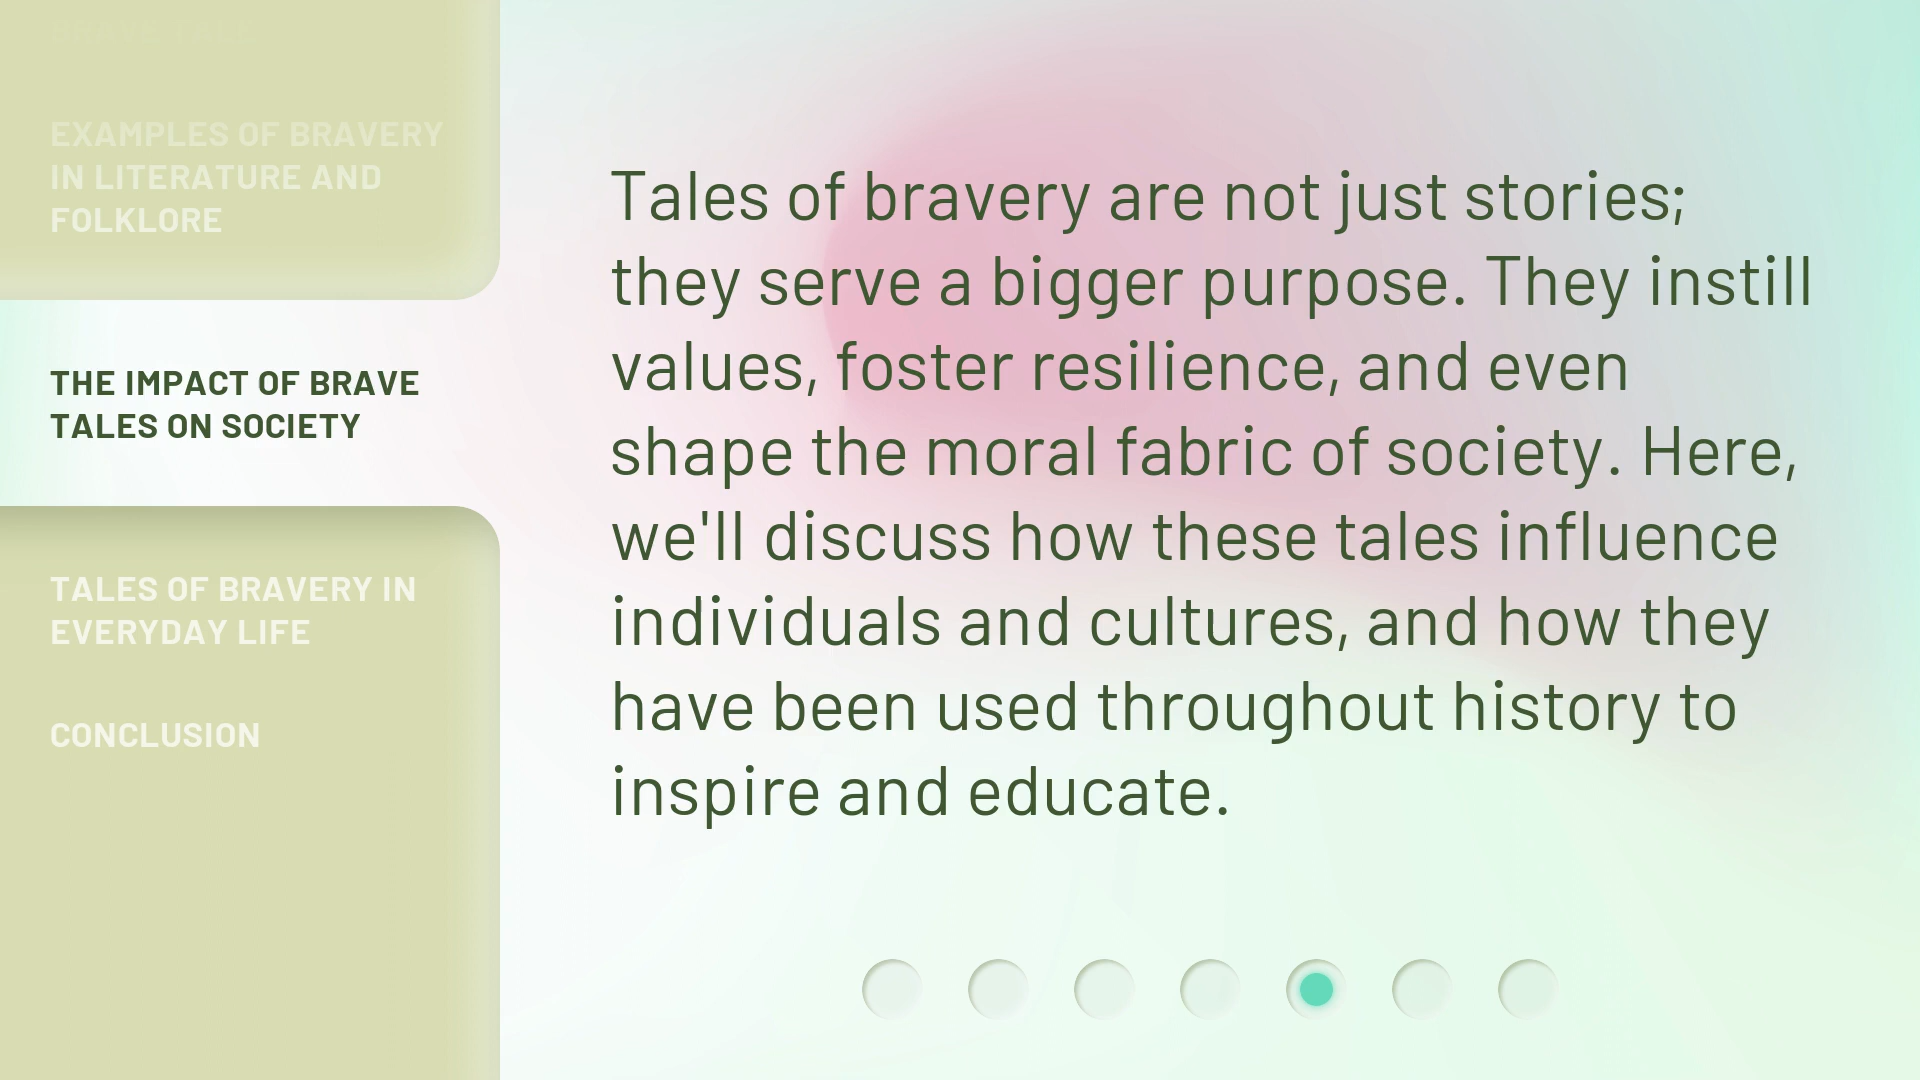 BRAVE TALE
EXAMPLES OF BRAVERY
IN LITERATURE AND
FOLKLORE
THE IMPACT OF BRAVE
TALES ON SOCIETY
TALES OF BRAVERY IN
EVERYDAY LIFE
CONCLUSION
Tales of bravery are not just stories;
they serve a bigger purpose. They instill
values, foster resilience, and even
shape the moral fabric of society. Here,
we'll discuss how these tales influence
individuals and cultures, and how they
have been used throughout history to
inspire and educate.